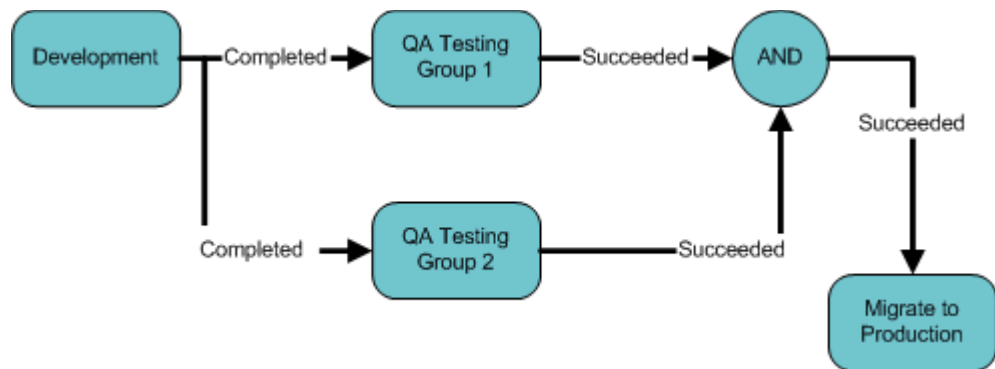 Development
Completed
QA Testing
Group 1
Succeeded
AND
Succeeded
Completed
QA Testing
Group 2
Succeeded
Migrate to
Production